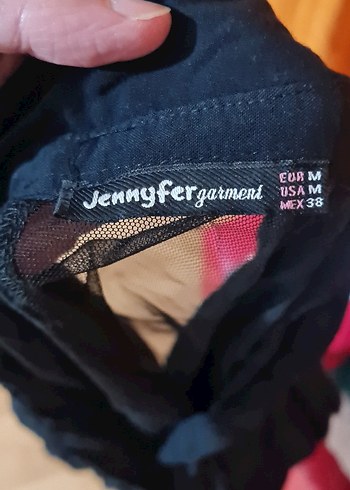 Jennyfer garment
EUR M
USA M
MEX 38